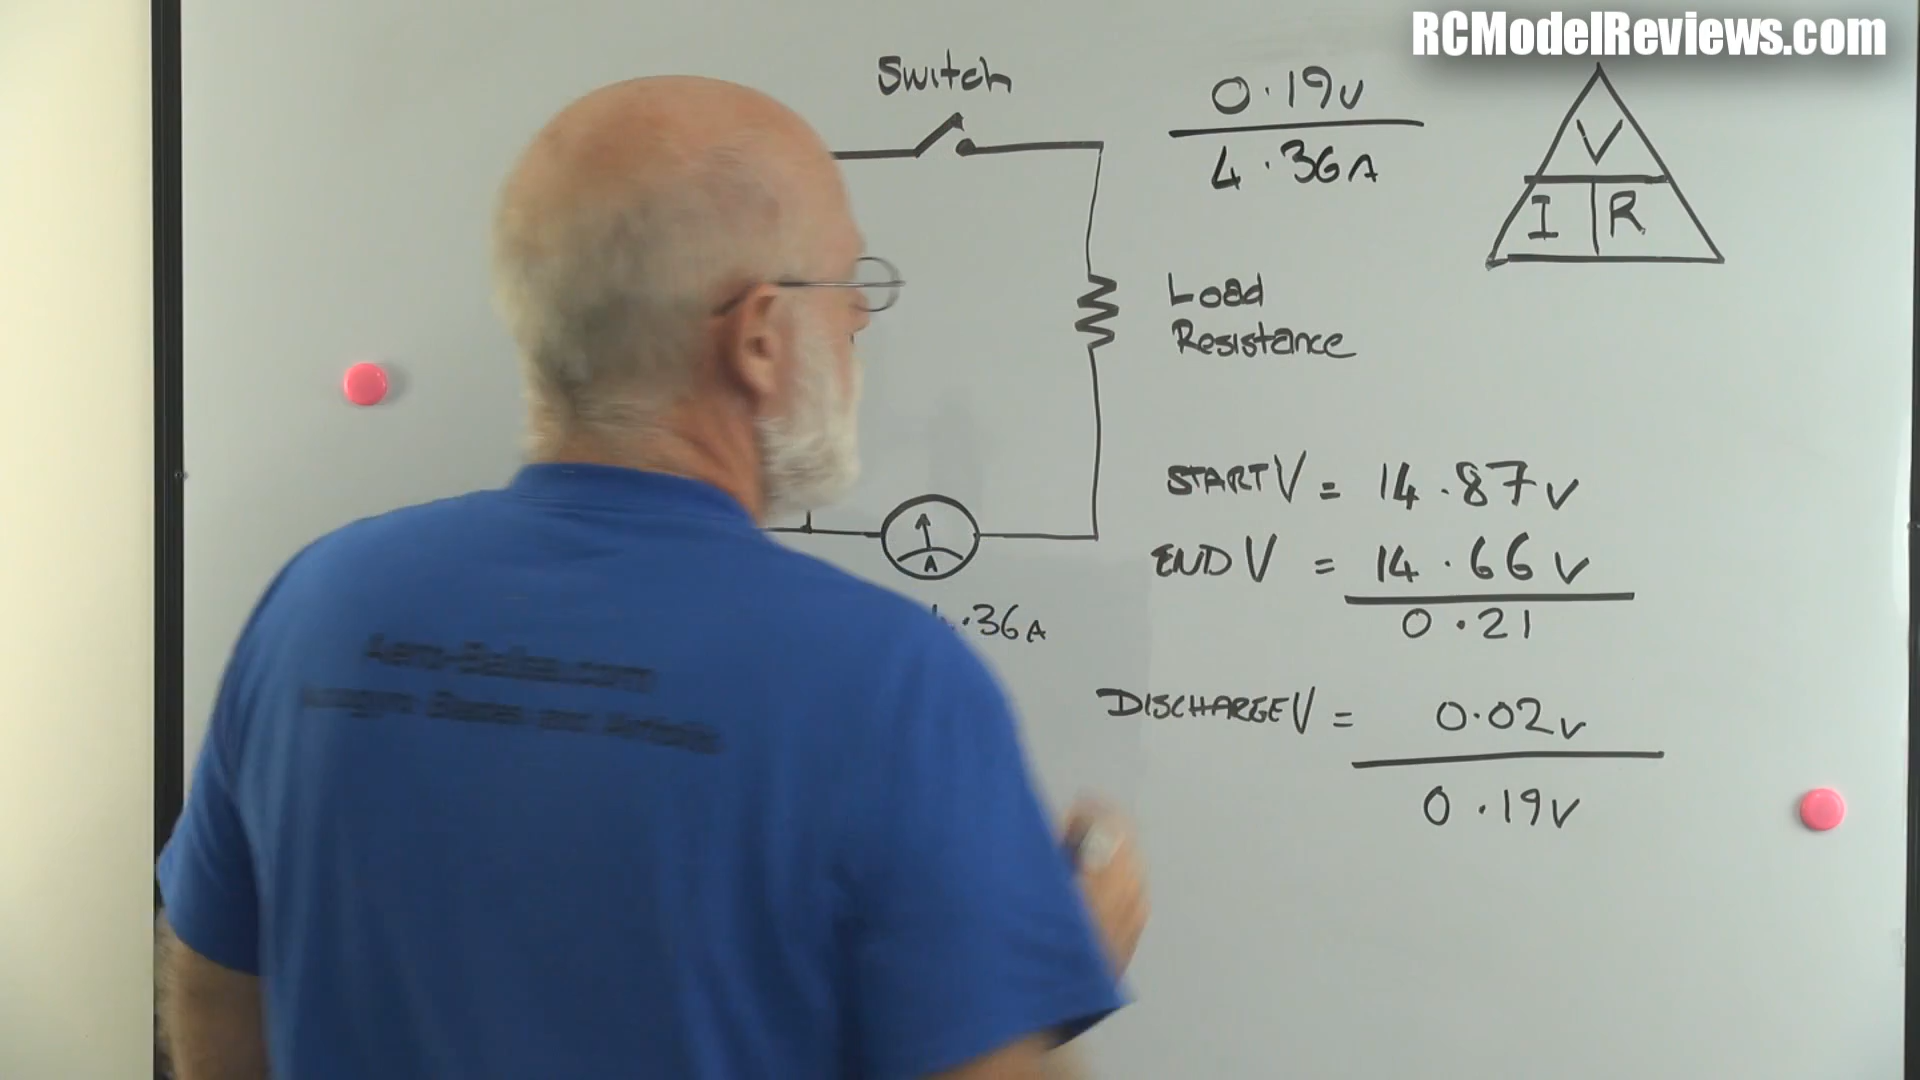 RCModelReviews.com
Switch
0.19v
4.36A
V
I R
Load
Resistance
START V = 14.87v
END V = 14.66v
0.21
A
.36A
DISCHARGE V = 0.02v
0.19v